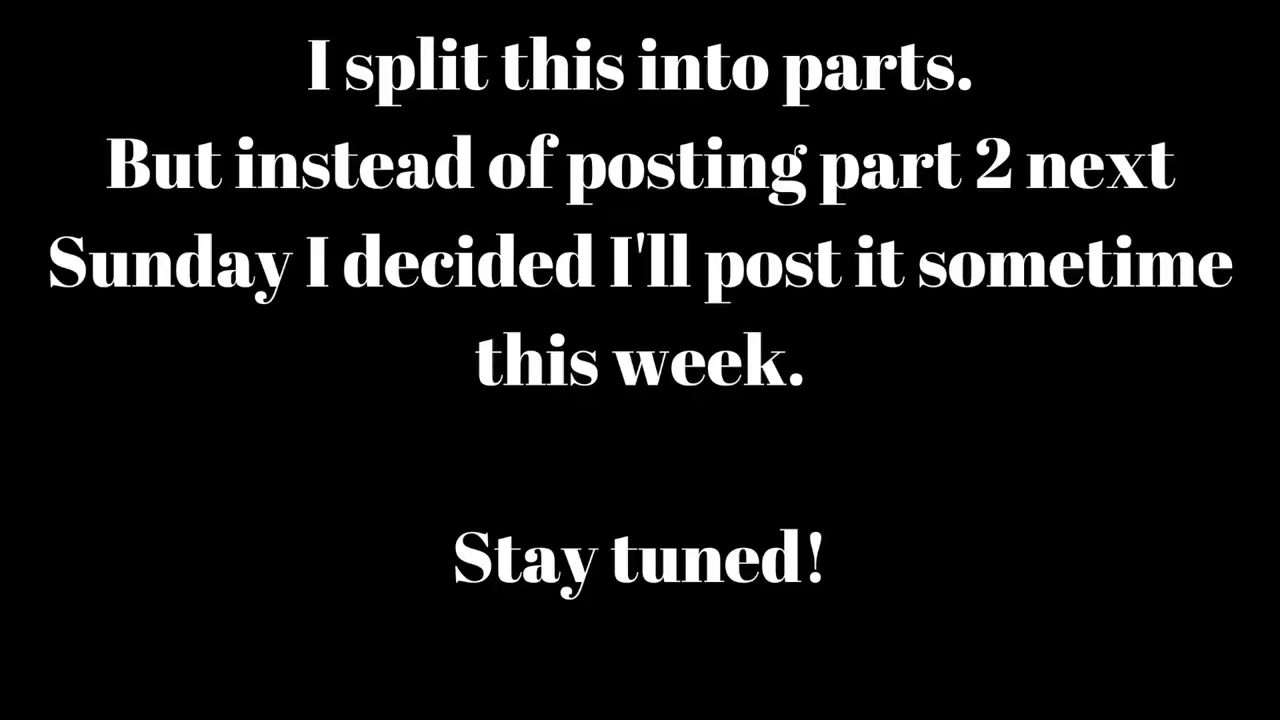 I split this into parts.
But instead of posting part 2 next
Sunday I decided I'll post it sometime
this week.
Stay tuned!